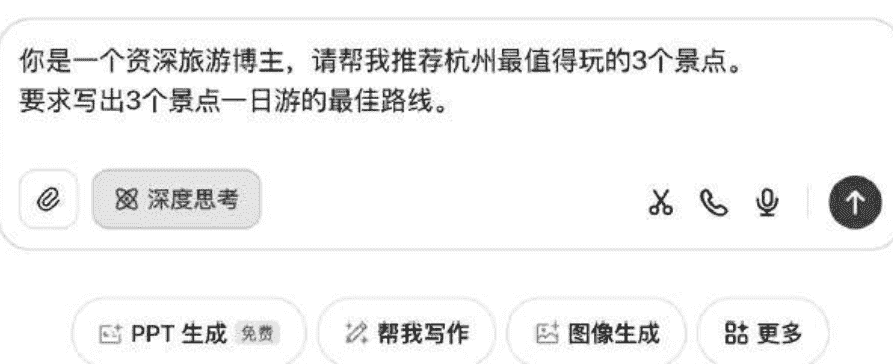 你是一个资深旅游博主，请帮我推荐杭州最值得玩的3个景点。
要求写出3个景点一日游的最佳路线。
深度思考
PPT 生成 免费 帮我写作 图像生成 更多